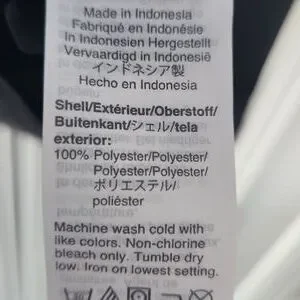 Made in Indonesia
Fabriqué en Indonésie
In Indonesien Hergestellt
Vervaardigd in Indonesië
インドネシア製
Hecho en Indonesia
Shell/Extérieur/Oberstoff/
Buitenkant/シェル/tela
exterior:
100% Polyester/Polyester/
Polyester/Polyester/
ポリエステル/
poliéster
Machine wash cold with
like colors. Non-chlorine
bleach only. Tumble dry
low. Iron on lowest setting.